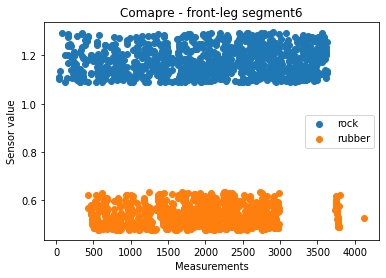 Comapre - front-leg segment6
Sensor value
1.2
1.0
0.8
0.6
rock
rubber
0 500 1000 1500 2000 2500 3000 3500 4000
Measurements